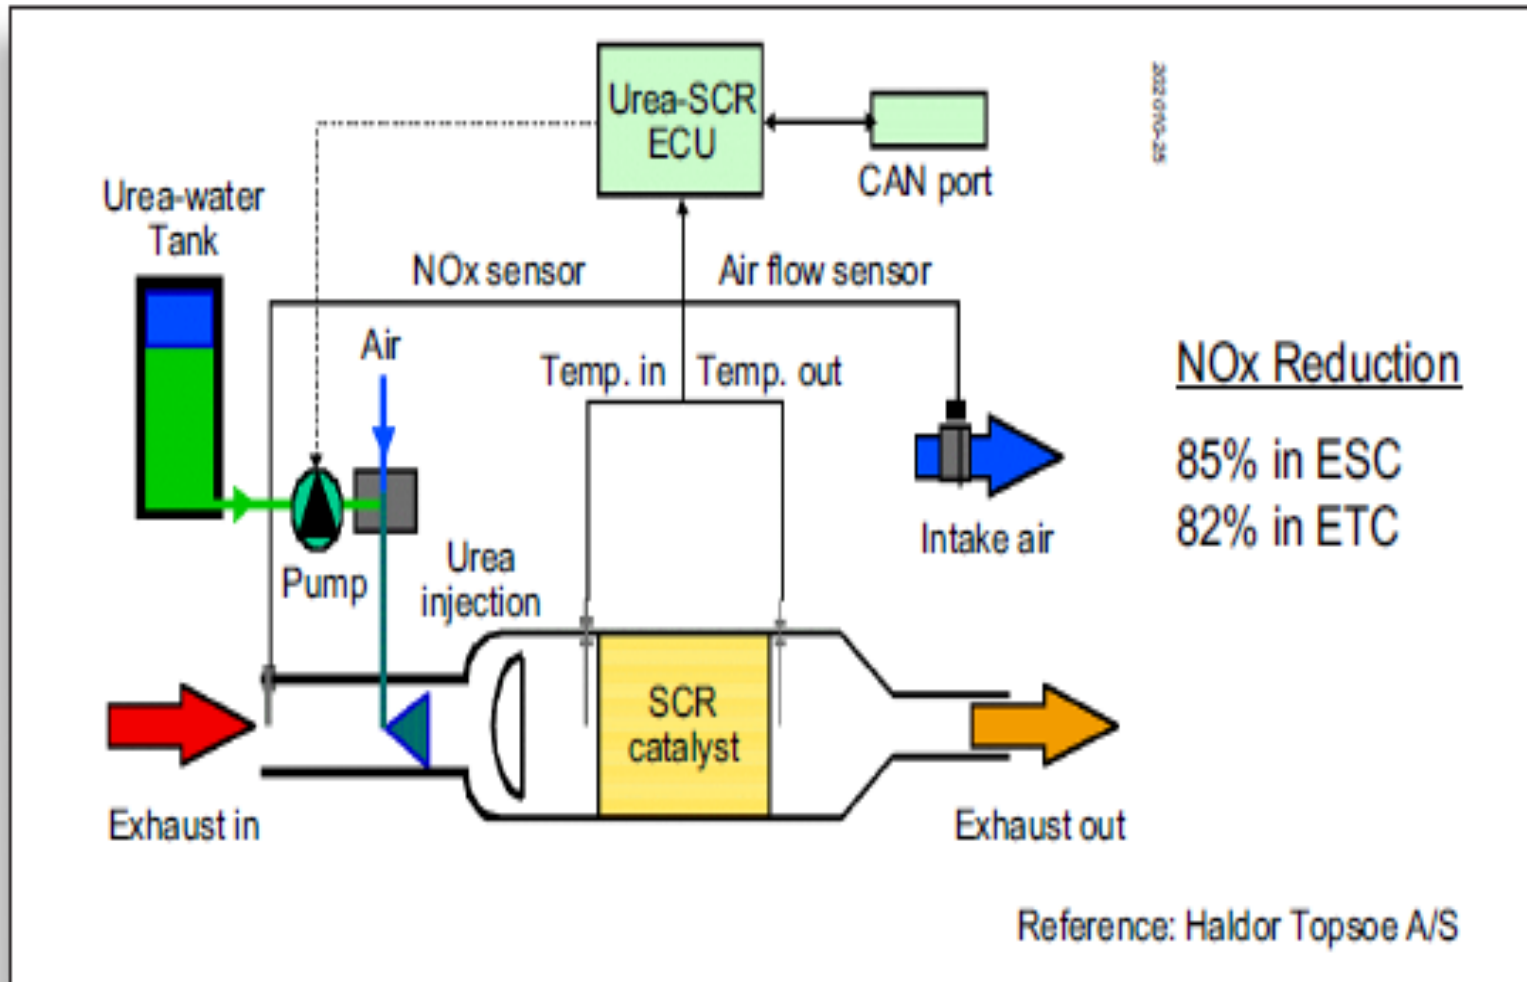 Urea-SCR
ECU
CAN port
Urea-water
Tank
NOx sensor
Air flow sensor
Air
Temp. in
Temp. out
NOx Reduction
85% in ESC
82% in ETC
Intake air
Pump
Urea
injection
SCR
catalyst
Exhaust in
Exhaust out
Reference: Haldor Topsoe A/S